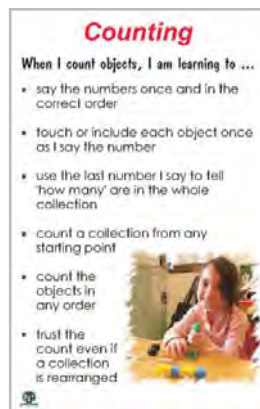 Counting
When I count objects, I am learning to ...
• say the numbers once and in the
correct order
• touch or include each object once
as I say the number
• use the last number I say to tell
'how many' are in the whole
collection
• count a collection from any
starting point
• count the
objects in
any order
• trust the
count even if
a collection
is rearranged